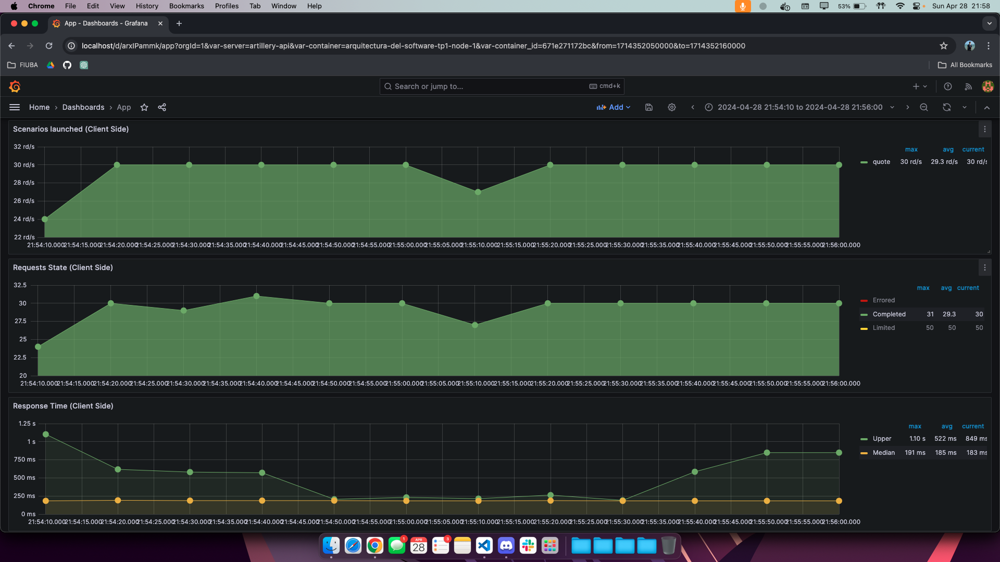 Chrome File Edit View History Bookmarks Profiles Tab Window Help 53% Sun Apr 28 21:58
App - Dashboards - Grafana
localhost/d/arxIPammk/app?orgId=1&var-server=artillery-api&var-container=arquitectura-del-software-tp1-node-1&var-container_id=671e271172bc&from=1714352050000&to=1714352160000
FIUBA All Bookmarks
Search or jump to... cmd+k
Home › Dashboards › App Add 2024-04-28 21:54:10 to 2024-04-28 21:56:00
Scenarios launched (Client Side)
32 rd/s
30 rd/s
28 rd/s
26 rd/s
24 rd/s
22 rd/s
21:54:10.000 21:54:15.000 21:54:20.000 21:54:25.000 21:54:30.000 21:54:35.000 21:54:40.000 21:54:45.000 21:54:50.000 21:54:55.000 21:55:00.000 21:55:05.000 21:55:10.000 21:55:15.000 21:55:20.000 21:55:25.000 21:55:30.000 21:55:35.000 21:55:40.000 21:55:45.000 21:55:50.000 21:55:55.000 21:56:00.000
max avg current
quote 30 rd/s 29.3 rd/s 30 rd/s
Requests State (Client Side)
32.5
30
27.5
25
22.5
20
21:54:10.000 21:54:15.000 21:54:20.000 21:54:25.000 21:54:30.000 21:54:35.000 21:54:40.000 21:54:45.000 21:54:50.000 21:54:55.000 21:55:00.000 21:55:05.000 21:55:10.000 21:55:15.000 21:55:20.000 21:55:25.000 21:55:30.000 21:55:35.000 21:55:40.000 21:55:45.000 21:55:50.000 21:55:55.000 21:56:00.000
max avg current
Errored
Completed 31 29.3 30
Limited 50 50 50
Response Time (Client Side)
1.25 s
1 s
750 ms
500 ms
250 ms
0 ms
21:54:10.000 21:54:15.000 21:54:20.000 21:54:25.000 21:54:30.000 21:54:35.000 21:54:40.000 21:54:45.000 21:54:50.000 21:54:55.000 21:55:00.000 21:55:05.000 21:55:10.000 21:55:15.000 21:55:20.000 21:55:25.000 21:55:30.000 21:55:35.000 21:55:40.000 21:55:45.000 21:55:50.000 21:55:55.000 21:56:00.000
max avg current
Upper 1.10 s 522 ms 849 ms
Median 191 ms 185 ms 183 ms
1
APR
28
3